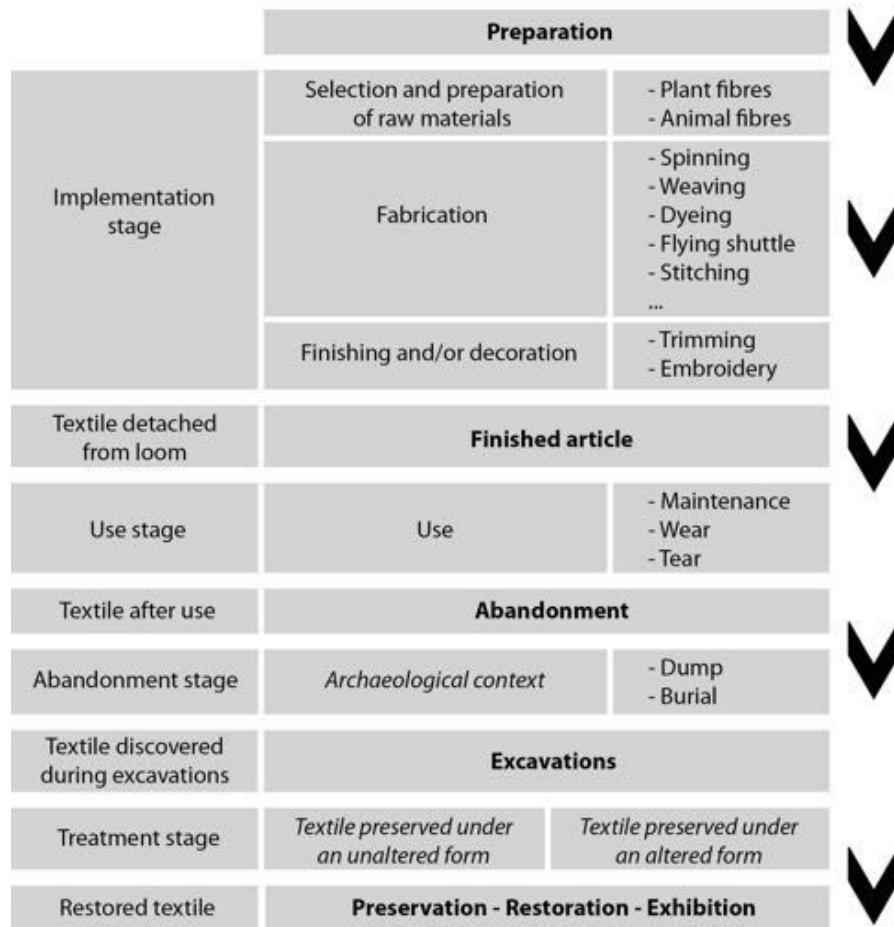 Preparation
Implementation
stage
Selection and preparation
of raw materials
- Plant fibres
- Animal fibres
Fabrication
- Spinning
- Weaving
- Dyeing
- Flying shuttle
- Stitching
...
Finishing and/or decoration
- Trimming
- Embroidery
Textile detached
from loom
Finished article
Use stage
Use
- Maintenance
- Wear
- Tear
Textile after use
Abandonment
Abandonment stage
Archaeological context
- Dump
- Burial
Textile discovered
during excavations
Excavations
Treatment stage
Textile preserved under
an unaltered form
Textile preserved under
an altered form
Restored textile
Preservation - Restoration - Exhibition